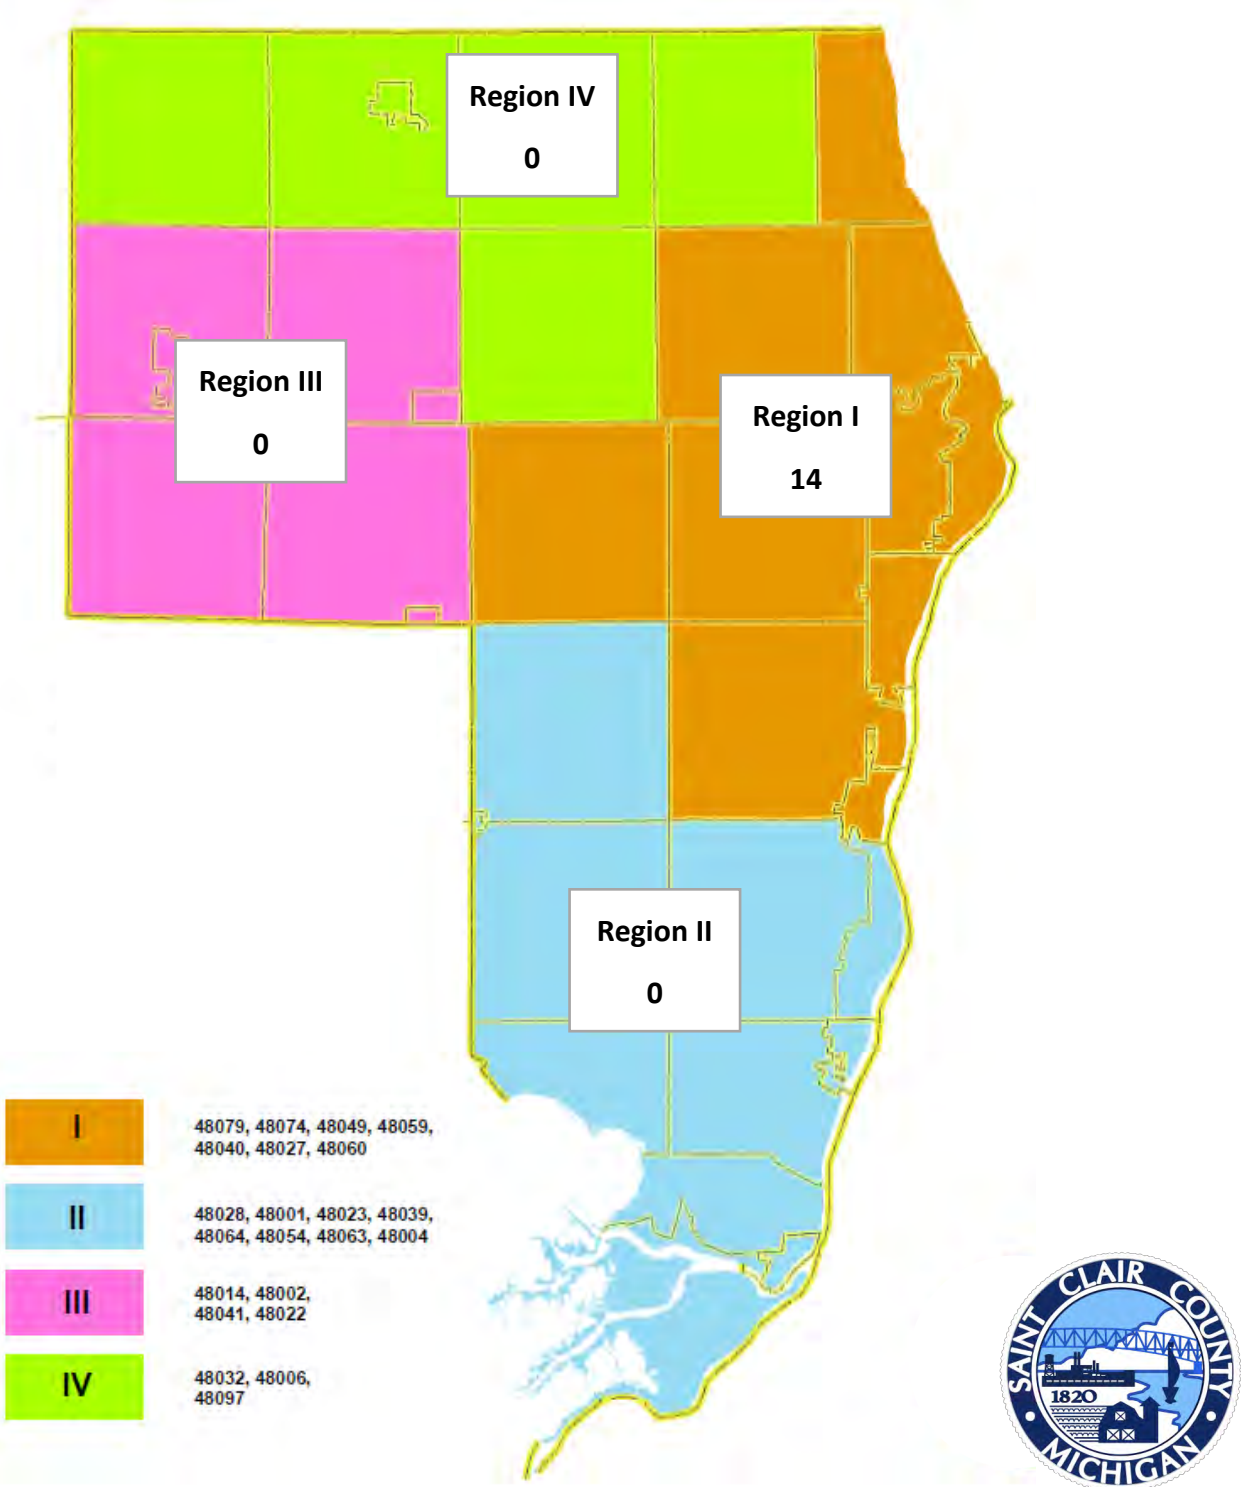 Region IV
0
Region III
0
Region I
14
Region II
0
I
48079, 48074, 48049, 48059,
48040, 48027, 48060
II
48028, 48001, 48023, 48039,
48064, 48054, 48063, 48004
III
48014, 48002,
48041, 48022
IV
48032, 48006,
48097
SAINT CLAIR COUNTY
1820
MICHIGAN